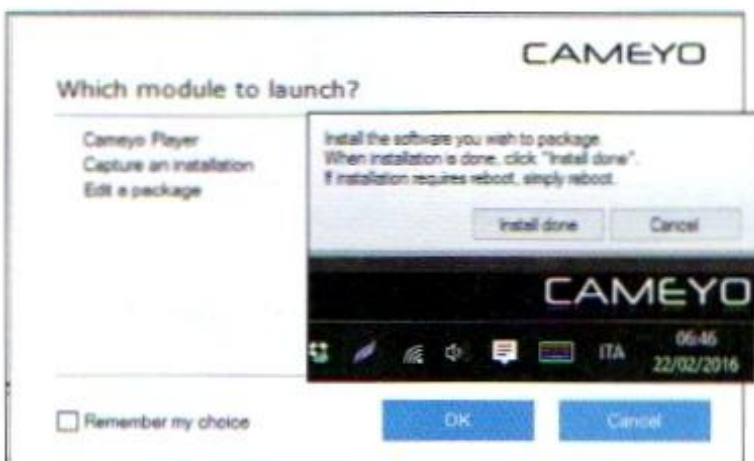 CAMEYO
Which module to launch?
Cameyo Player
Capture an installation
Edit a package
Install the software you wish to package.
When installation is done, click "Install done".
If installation requires reboot, simply reboot.
Install done
Cancel
CAMEYO
ITA
06:46
22/02/2016
Remember my choice
OK
Cancel